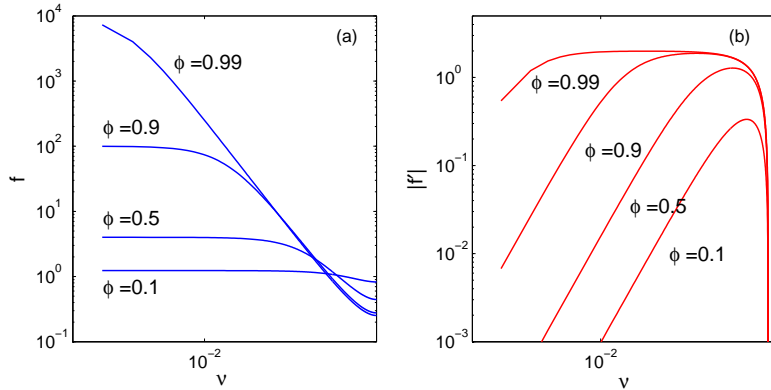 (a)
10^4
10^3
10^2
10^1
10^0
10^{-1}
f
ϕ =0.99
ϕ =0.9
ϕ =0.5
ϕ =0.1
10^{-2}
ν
(b)
10^0
10^{-1}
10^{-2}
10^{-3}
|f'|
ϕ =0.99
ϕ =0.9
ϕ =0.5
ϕ =0.1
10^{-2}
ν